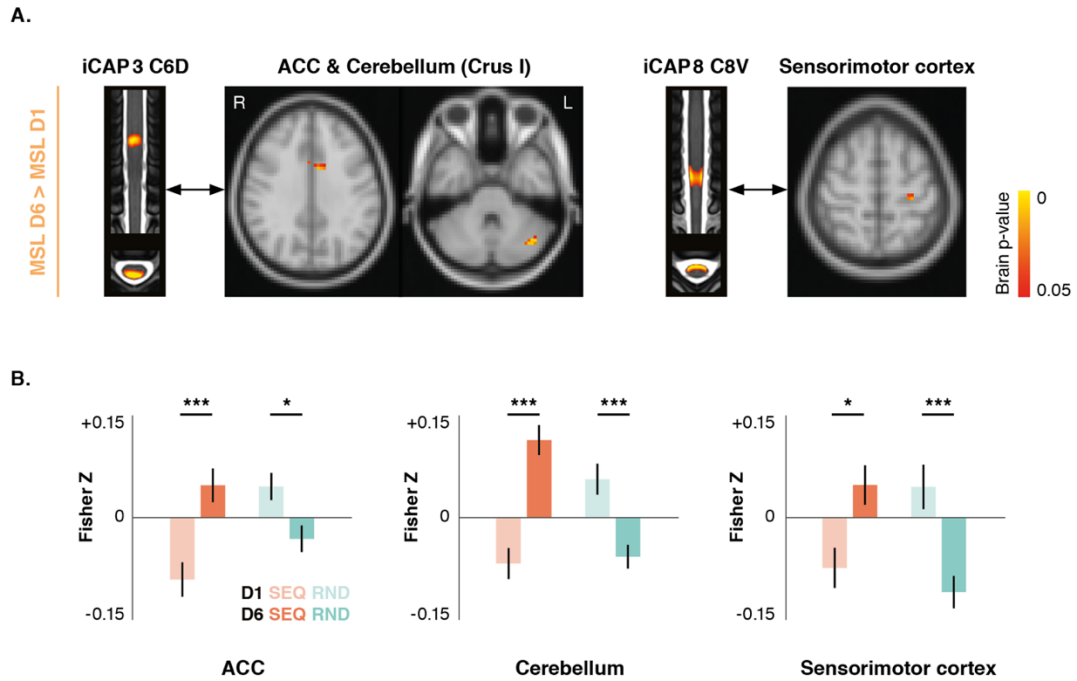 A.
iCAP 3 C6D
ACC & Cerebellum (Crus I)
iCAP 8 C8V
Sensorimotor cortex
MSL D6 > MSL D1
R
L
Brain p-value
0
0.05
B.
+0.15
0
-0.15
Fisher Z
***
*
D1 SEQ RND
D6 SEQ RND
ACC
+0.15
0
-0.15
Fisher Z
***
***
Cerebellum
+0.15
0
-0.15
Fisher Z
*
***
Sensorimotor cortex